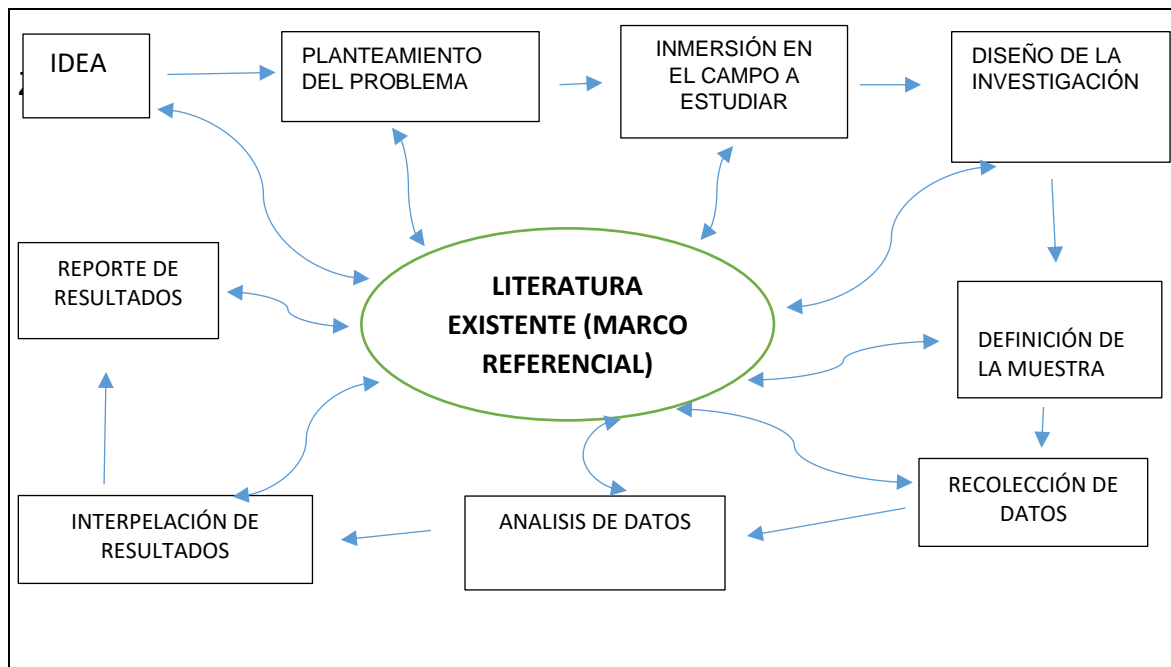 IDEA
PLANTEAMIENTO
DEL PROBLEMA
INMERSIÓN EN
EL CAMPO A
ESTUDIAR
DISEÑO DE LA
INVESTIGACIÓN
REPORTE DE
RESULTADOS
LITERATURA
EXISTENTE (MARCO
REFERENCIAL)
DEFINICIÓN DE
LA MUESTRA
RECOLECCIÓN DE
DATOS
ANALISIS DE DATOS
INTERPELACIÓN DE
RESULTADOS